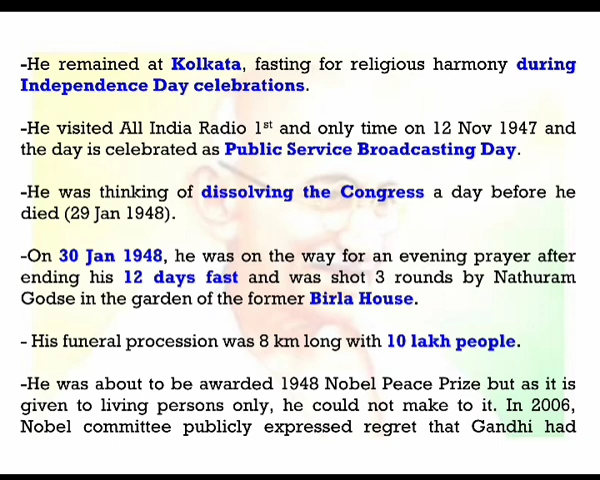 -He remained at Kolkata, fasting for religious harmony during
Independence Day celebrations.
-He visited All India Radio 1st and only time on 12 Nov 1947 and
the day is celebrated as Public Service Broadcasting Day.
-He was thinking of dissolving the Congress a day before he
died (29 Jan 1948).
-On 30 Jan 1948, he was on the way for an evening prayer after
ending his 12 days fast and was shot 3 rounds by Nathuram
Godse in the garden of the former Birla House.
- His funeral procession was 8 km long with 10 lakh people.
-He was about to be awarded 1948 Nobel Peace Prize but as it is
given to living persons only, he could not make to it. In 2006,
Nobel committee publicly expressed regret that Gandhi had